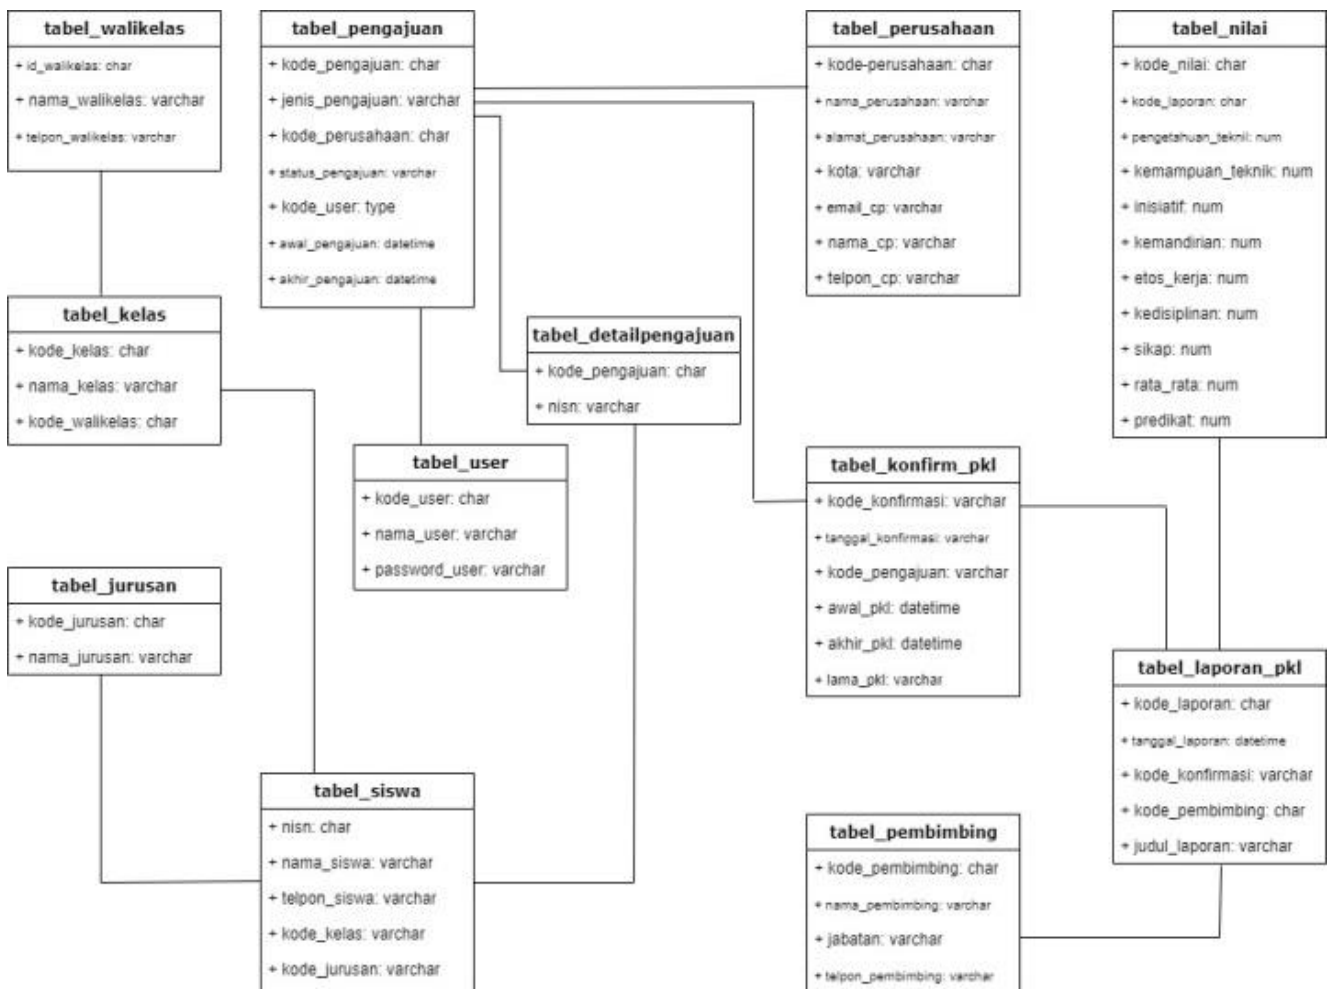 tabel_walikelas
+ id_walikelas: char
+ nama_walikelas: varchar
+ telpon_walikelas: varchar
tabel_pengajuan
+ kode_pengajuan: char
+ jenis_pengajuan: varchar
+ kode_perusahaan: char
+ status_pengajuan: varchar
+ kode_user: type
+ awal_pengajuan: datetime
+ akhir_pengajuan: datetime
tabel_perusahaan
+ kode-perusahaan: char
+ nama_perusahaan: varchar
+ alamat_perusahaan: varchar
+ kota: varchar
+ email_cp: varchar
+ nama_cp: varchar
+ telpon_cp: varchar
tabel_nilai
+ kode_nilai: char
+ kode_laporan: char
+ pengetahuan_teknil: num
+ kemampuan_teknik: num
+ inisiatif: num
+ kemandirian: num
+ etos_kerja: num
+ kedisiplinan: num
+ sikap: num
+ rata_rata: num
+ predikat: num
tabel_kelas
+ kode_kelas: char
+ nama_kelas: varchar
+ kode_walikelas: char
tabel_detailpengajuan
+ kode_pengajuan: char
+ nisn: varchar
tabel_user
+ kode_user: char
+ nama_user: varchar
+ password_user: varchar
tabel_konfirm_pkl
+ kode_konfirmasi: varchar
+ tanggal_konfirmasi: varchar
+ kode_pengajuan: varchar
+ awal_pkl: datetime
+ akhir_pkl: datetime
+ lama_pkl: varchar
tabel_jurusan
+ kode_jurusan: char
+ nama_jurusan: varchar
tabel_laporan_pkl
+ kode_laporan: char
+ tanggal_laporan: datetime
+ kode_konfirmasi: varchar
+ kode_pembimbing: char
+ judul_laporan: varchar
tabel_siswa
+ nisn: char
+ nama_siswa: varchar
+ telpon_siswa: varchar
+ kode_kelas: varchar
+ kode_jurusan: varchar
tabel_pembimbing
+ kode_pembimbing: char
+ nama_pembimbing: varchar
+ jabatan: varchar
+ telpon_pembimbing: varchar